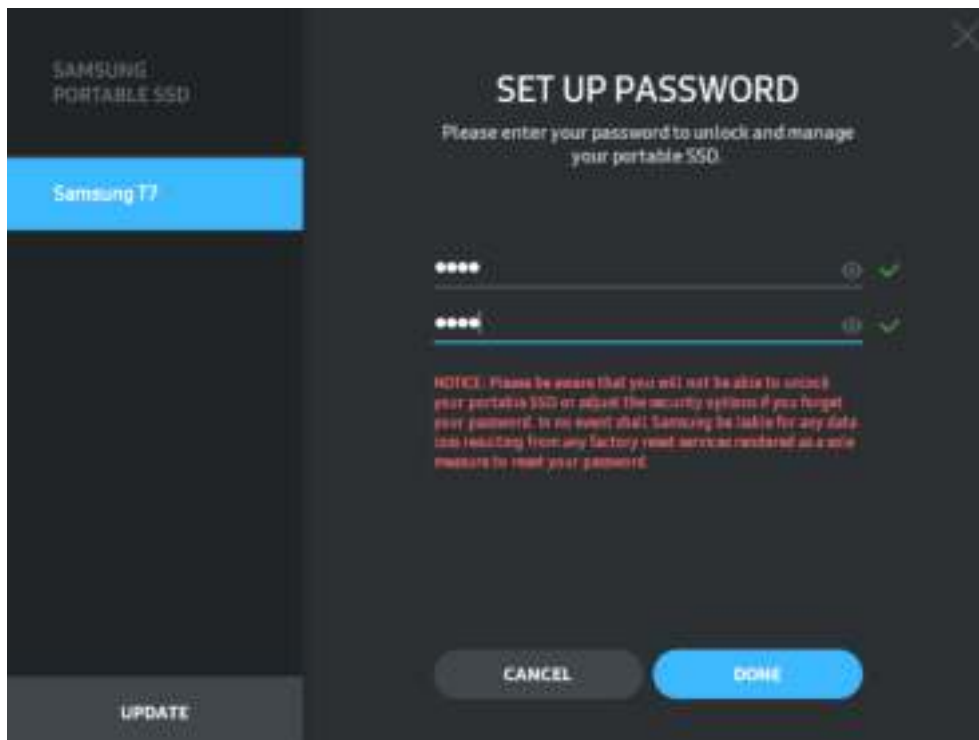 SAMSUNG
PORTABLE SSD
Samsung T7
UPDATE
SET UP PASSWORD
Please enter your password to unlock and manage
your portable SSD.
••••
••••
NOTICE: Please be aware that you will not be able to unlock
your portable SSD or adjust the security options if you forget
your password. In no event shall Samsung be liable for any data
loss resulting from any factory reset services rendered as a sole
measure to reset your password.
CANCEL
DONE